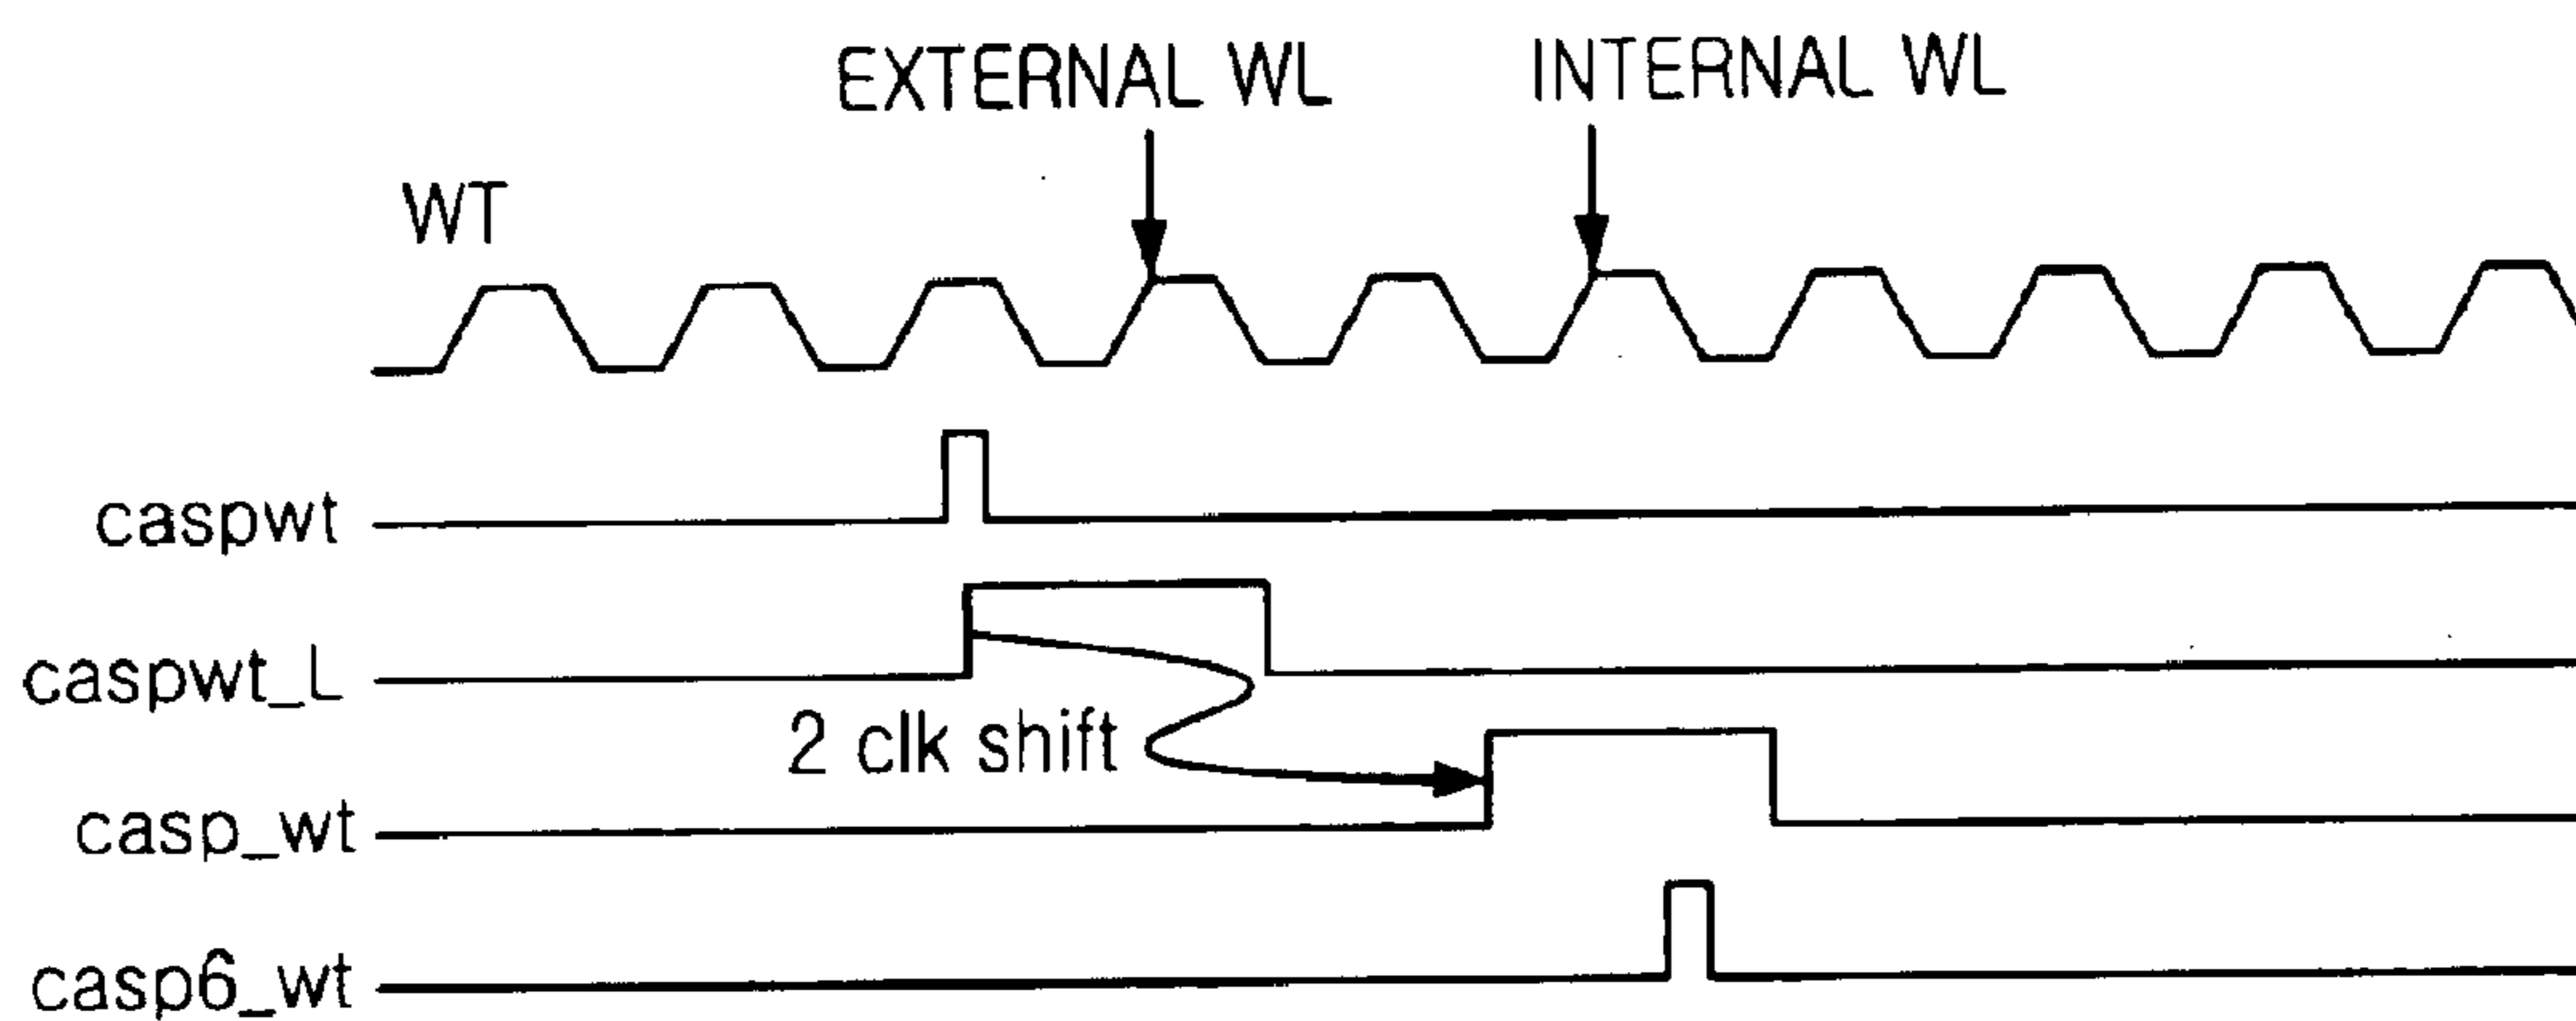 EXTERNAL WL
INTERNAL WL
WT
caspwt
caspwt_L
2 clk shift
casp_wt
casp6_wt